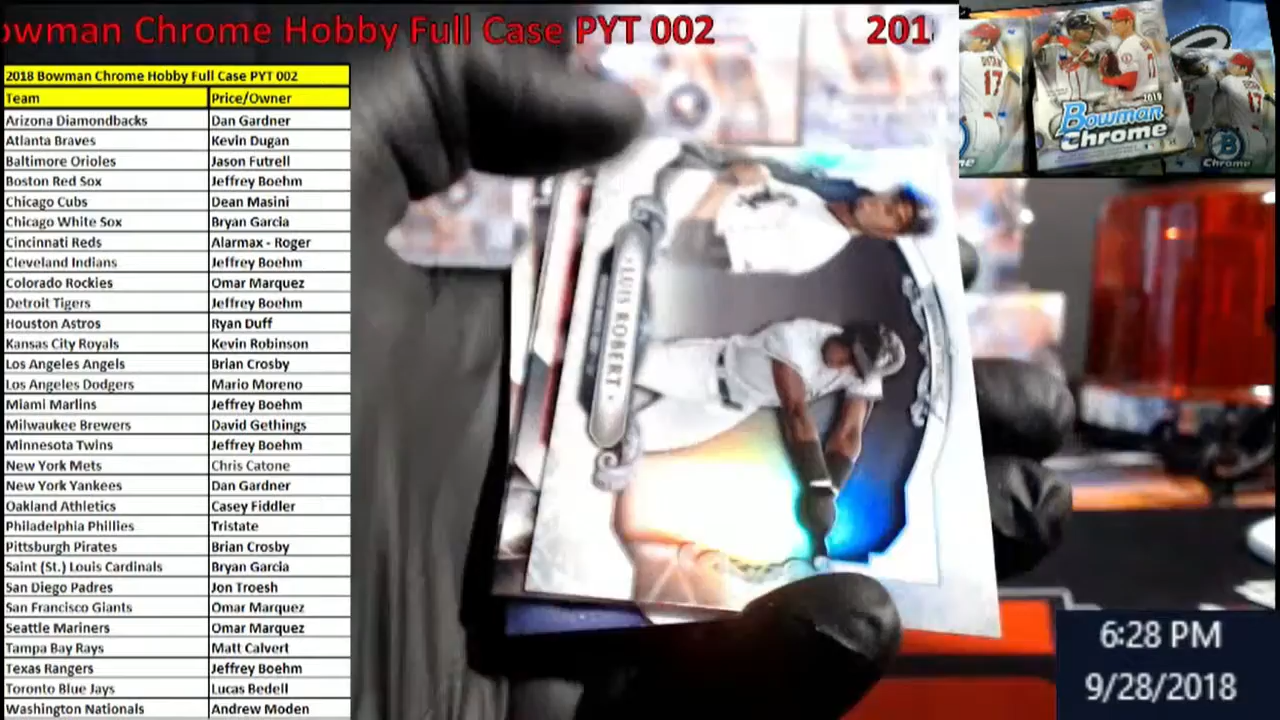 owman Chrome Hobby Full Case PYT 002 201
2018 Bowman Chrome Hobby Full Case PYT 002
Team Price/Owner
Arizona Diamondbacks Dan Gardner
Atlanta Braves Kevin Dugan
Baltimore Orioles Jason Futrell
Boston Red Sox Jeffrey Boehm
Chicago Cubs Dean Masini
Chicago White Sox Bryan Garcia
Cincinnati Reds Alarmax - Roger
Cleveland Indians Jeffrey Boehm
Colorado Rockies Omar Marquez
Detroit Tigers Jeffrey Boehm
Houston Astros Ryan Duff
Kansas City Royals Kevin Robinson
Los Angeles Angels Brian Crosby
Los Angeles Dodgers Mario Moreno
Miami Marlins Jeffrey Boehm
Milwaukee Brewers David Gethings
Minnesota Twins Jeffrey Boehm
New York Mets Chris Catone
New York Yankees Dan Gardner
Oakland Athletics Casey Fiddler
Philadelphia Phillies Tristate
Pittsburgh Pirates Brian Crosby
Saint (St.) Louis Cardinals Bryan Garcia
San Diego Padres Jon Troesh
San Francisco Giants Omar Marquez
Seattle Mariners Omar Marquez
Tampa Bay Rays Matt Calvert
Texas Rangers Jeffrey Boehm
Toronto Blue Jays Lucas Bedell
Washington Nationals Andrew Moden
LUIS ROBERT
17
2018
Bowman
Chrome
17
Chrome
6:28 PM
9/28/2018